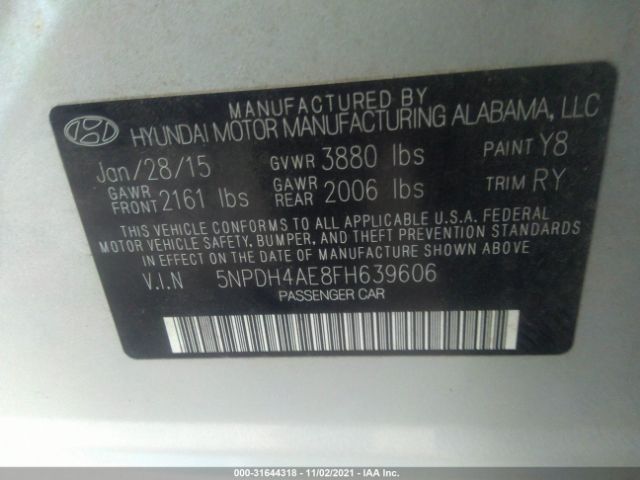 MANUFACTURED BY
HYUNDAI MOTOR MANUFACTURING ALABAMA, LLC
Jan/28/15 GVWR 3880 lbs PAINT Y8
GAWR FRONT 2161 lbs GAWR REAR 2006 lbs TRIM RY
THIS VEHICLE CONFORMS TO ALL APPLICABLE U.S.A. FEDERAL
MOTOR VEHICLE SAFETY, BUMPER, AND THEFT PREVENTION STANDARDS
IN EFFECT ON THE DATE OF MANUFACTURE SHOWN ABOVE.
V.I.N 5NPDH4AE8FH639606
PASSENGER CAR
000-31644318 - 11/02/2021 - IAA Inc.